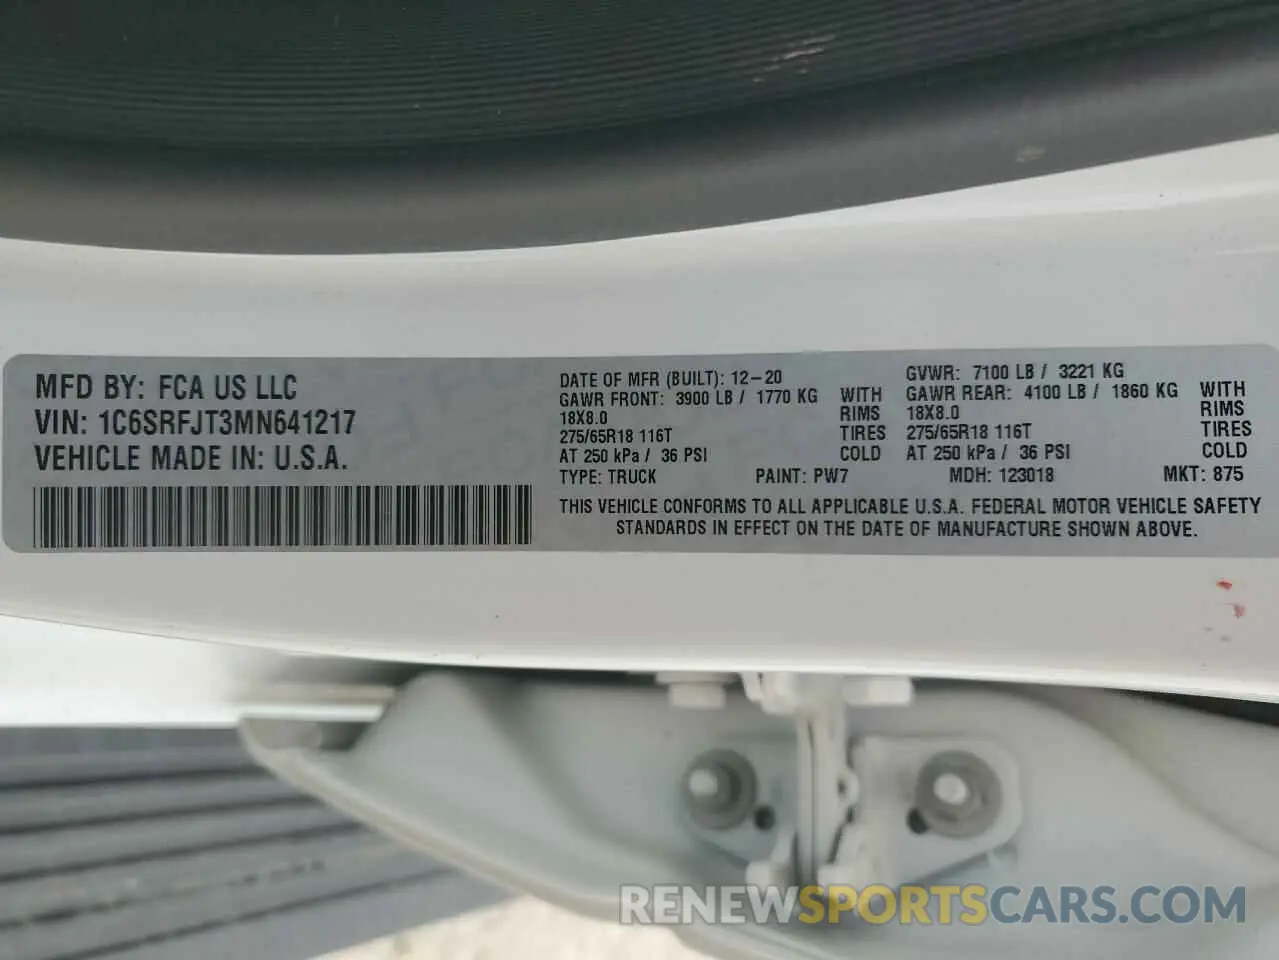 MFD BY: FCA US LLC
VIN: 1C6SRFJT3MN641217
VEHICLE MADE IN: U.S.A.
DATE OF MFR (BUILT): 12-20 GVWR: 7100 LB / 3221 KG
GAWR FRONT: 3900 LB / 1770 KG WITH GAWR REAR: 4100 LB / 1860 KG WITH
18X8.0 RIMS 18X8.0 RIMS
275/65R18 116T TIRES 275/65R18 116T TIRES
AT 250 kPa / 36 PSI COLD AT 250 kPa / 36 PSI COLD
TYPE: TRUCK PAINT: PW7 MDH: 123018 MKT: 875
THIS VEHICLE CONFORMS TO ALL APPLICABLE U.S.A. FEDERAL MOTOR VEHICLE SAFETY
STANDARDS IN EFFECT ON THE DATE OF MANUFACTURE SHOWN ABOVE.
RENEWSPORTSCARS.COM